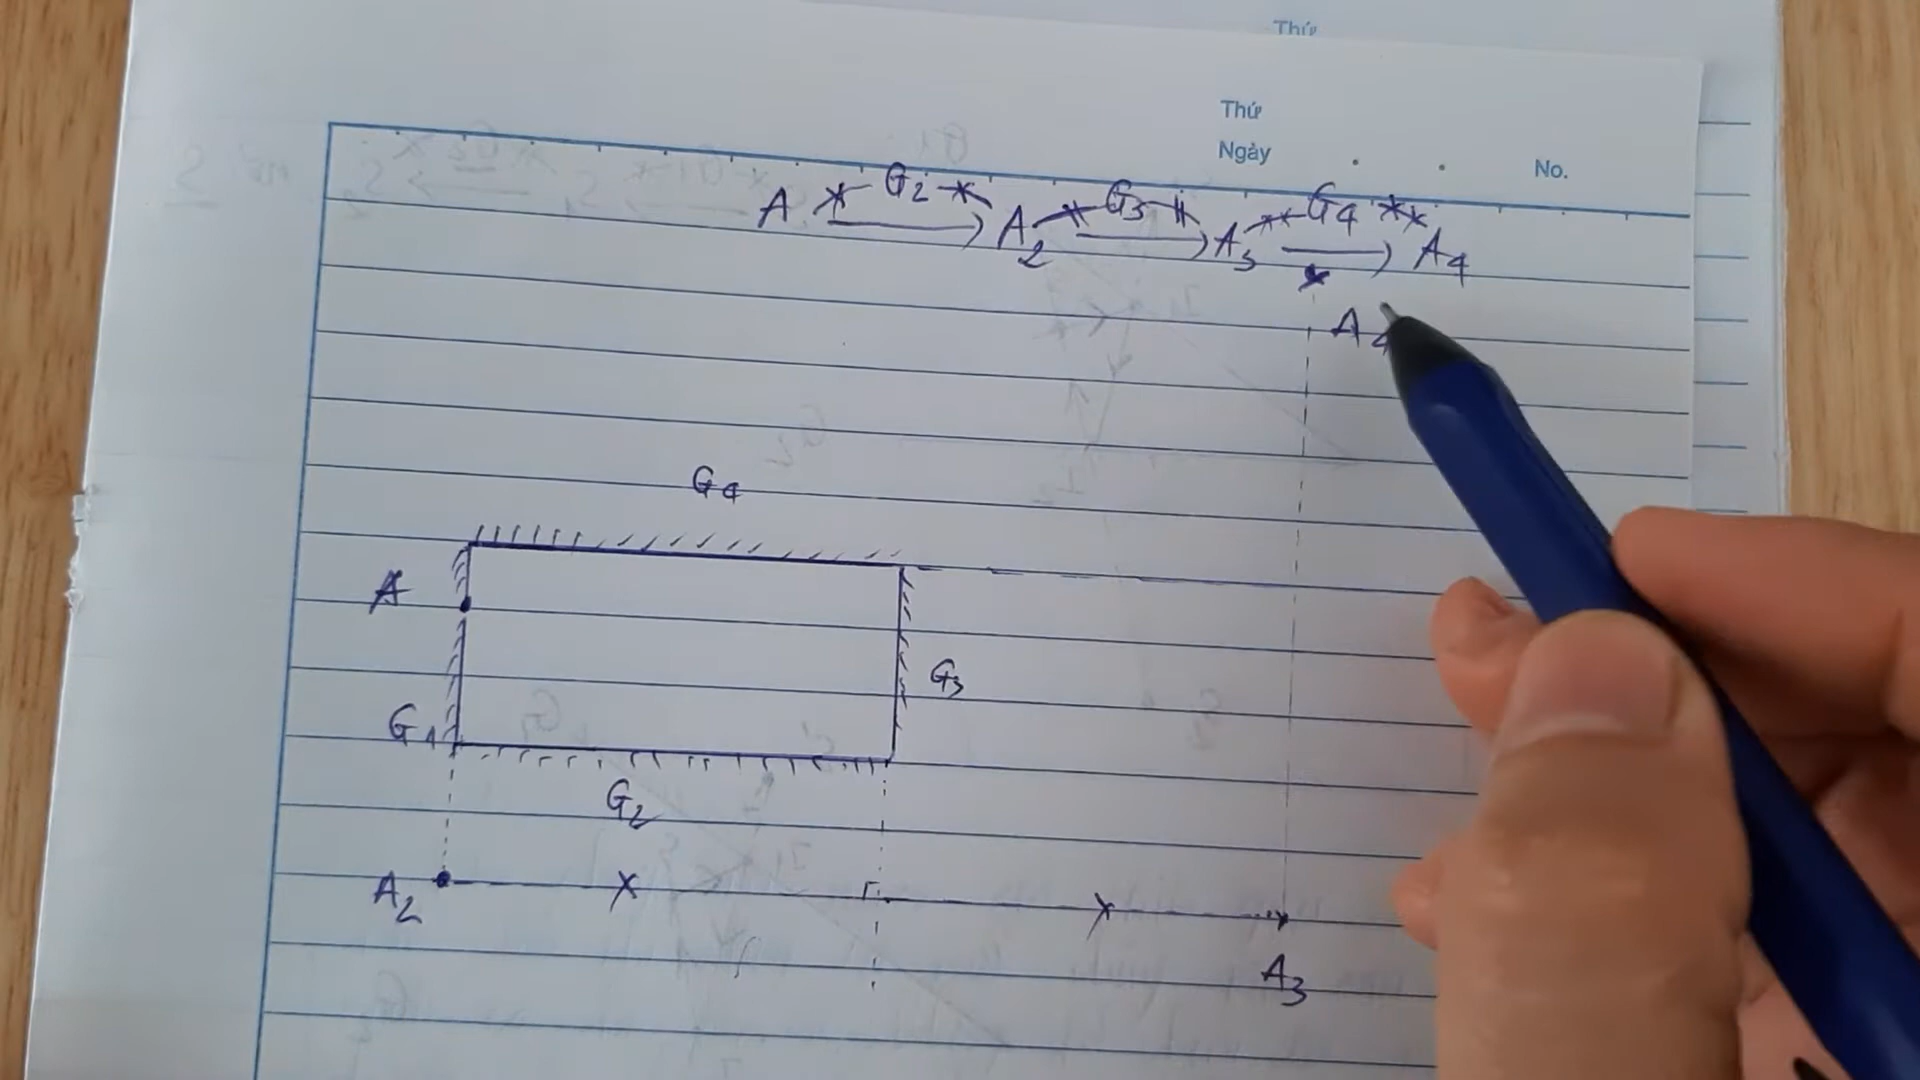 Thứ
Thứ
Ngày . . No.
A G2 A2 G3 A3 G4 A4
A4
G4
A
G3
G1
G2
A2
A3